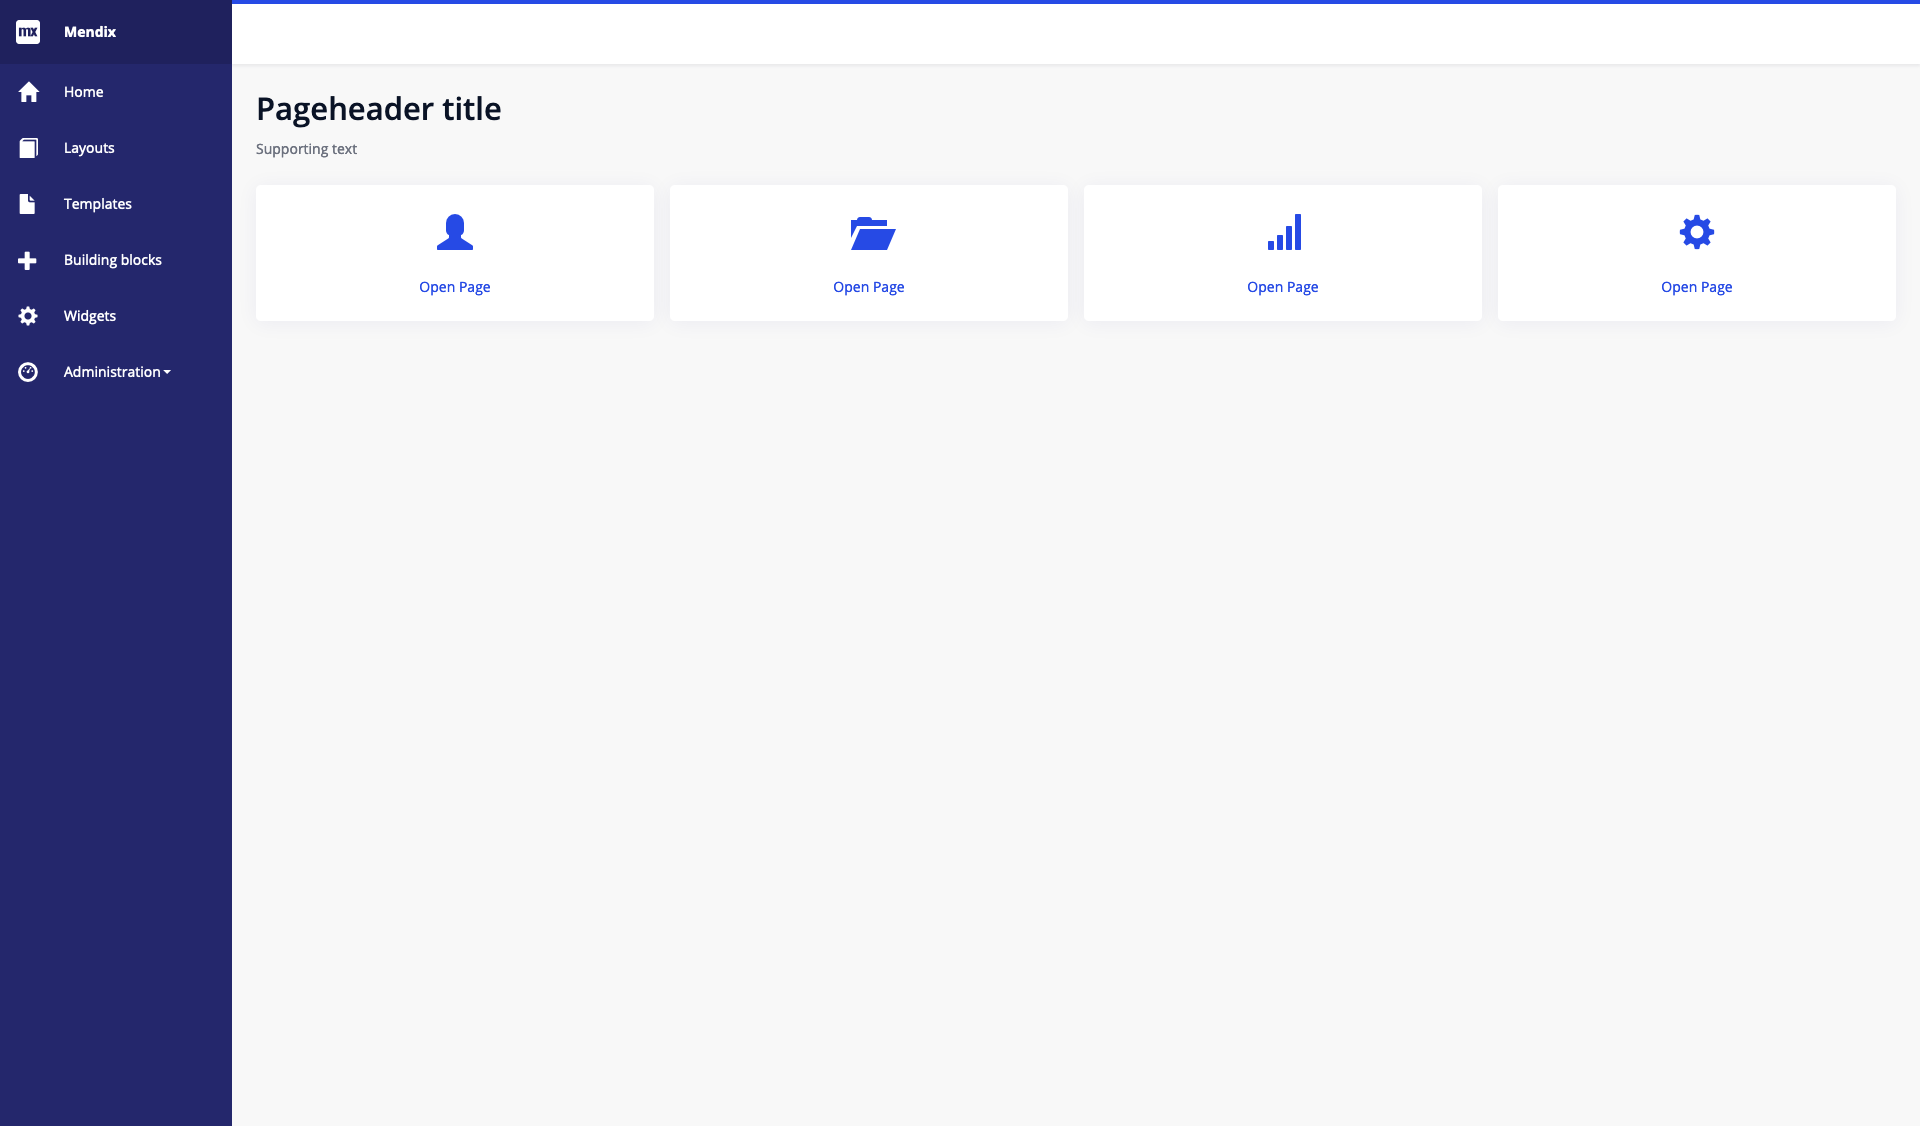 mx Mendix
Home
Layouts
Templates
Building blocks
Widgets
Administration
Pageheader title
Supporting text
Open Page
Open Page
Open Page
Open Page